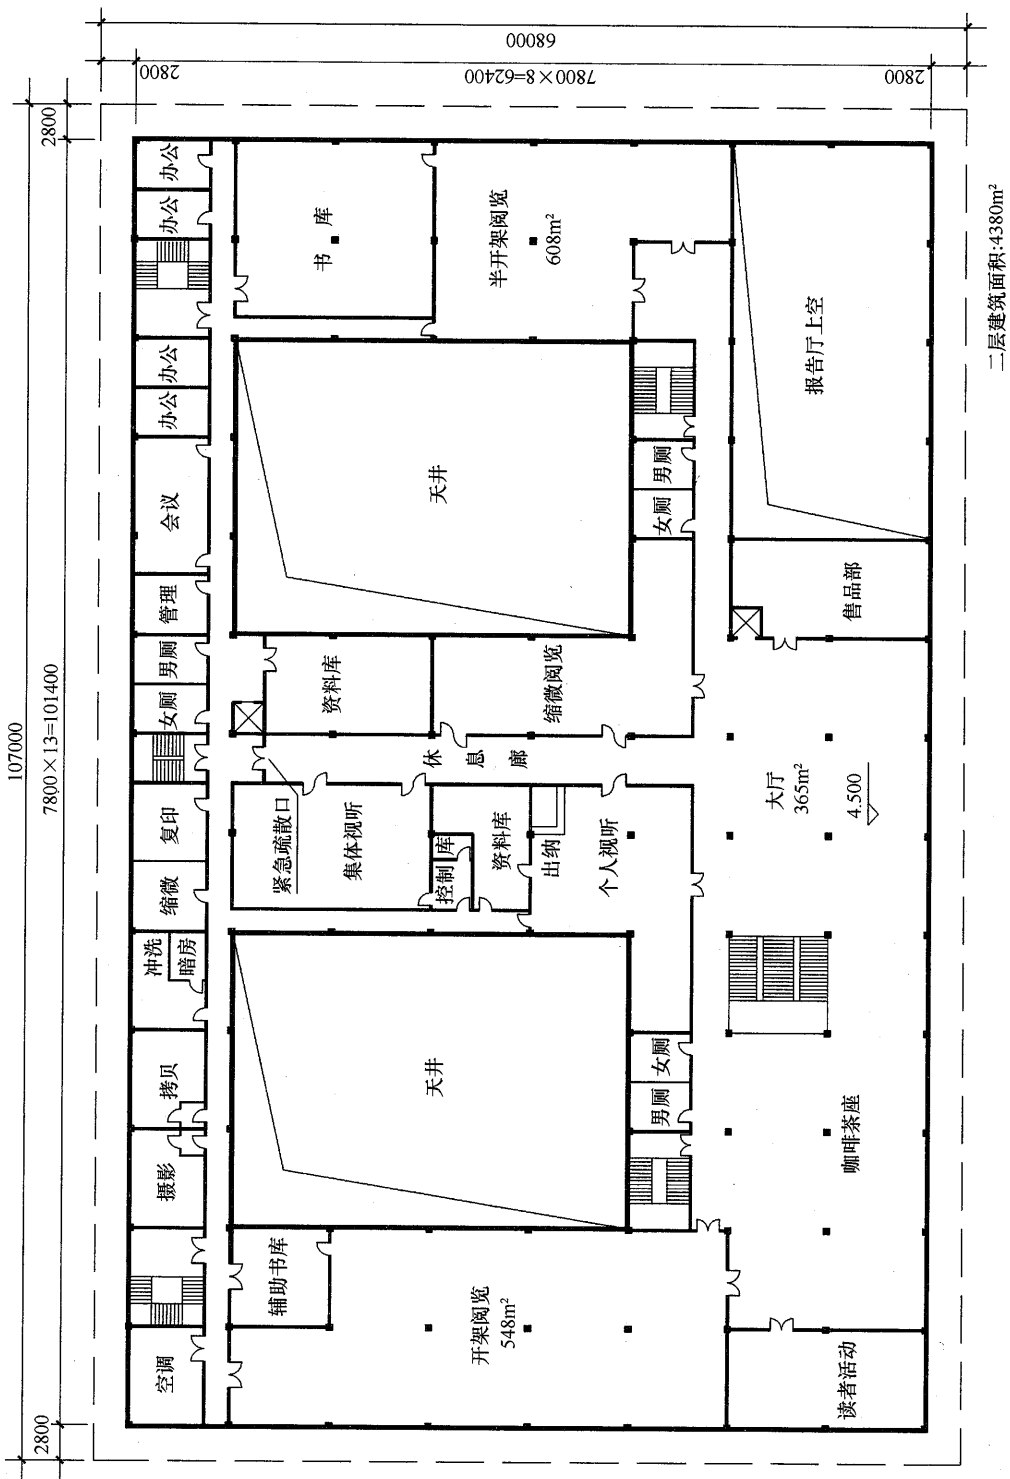 107000
2800
7800×13=101400
2800
68000
2800
7800×8=62400
2800
空调
摄影
拷贝
冲洗
暗房
缩微
复印
女厕
男厕
管理
会议
办公
办公
办公
办公
辅助书库
天井
紧急疏散口
集体视听
控制
库
资料库
出纳
个人视听
休息廊
资料库
缩微阅览
天井
书库
半开架阅览
608m²
开架阅览
548m²
男厕
女厕
女厕
男厕
读者活动
咖啡茶座
大厅
365m²
4.500
售品部
报告厅上空
二层建筑面积:4380m²